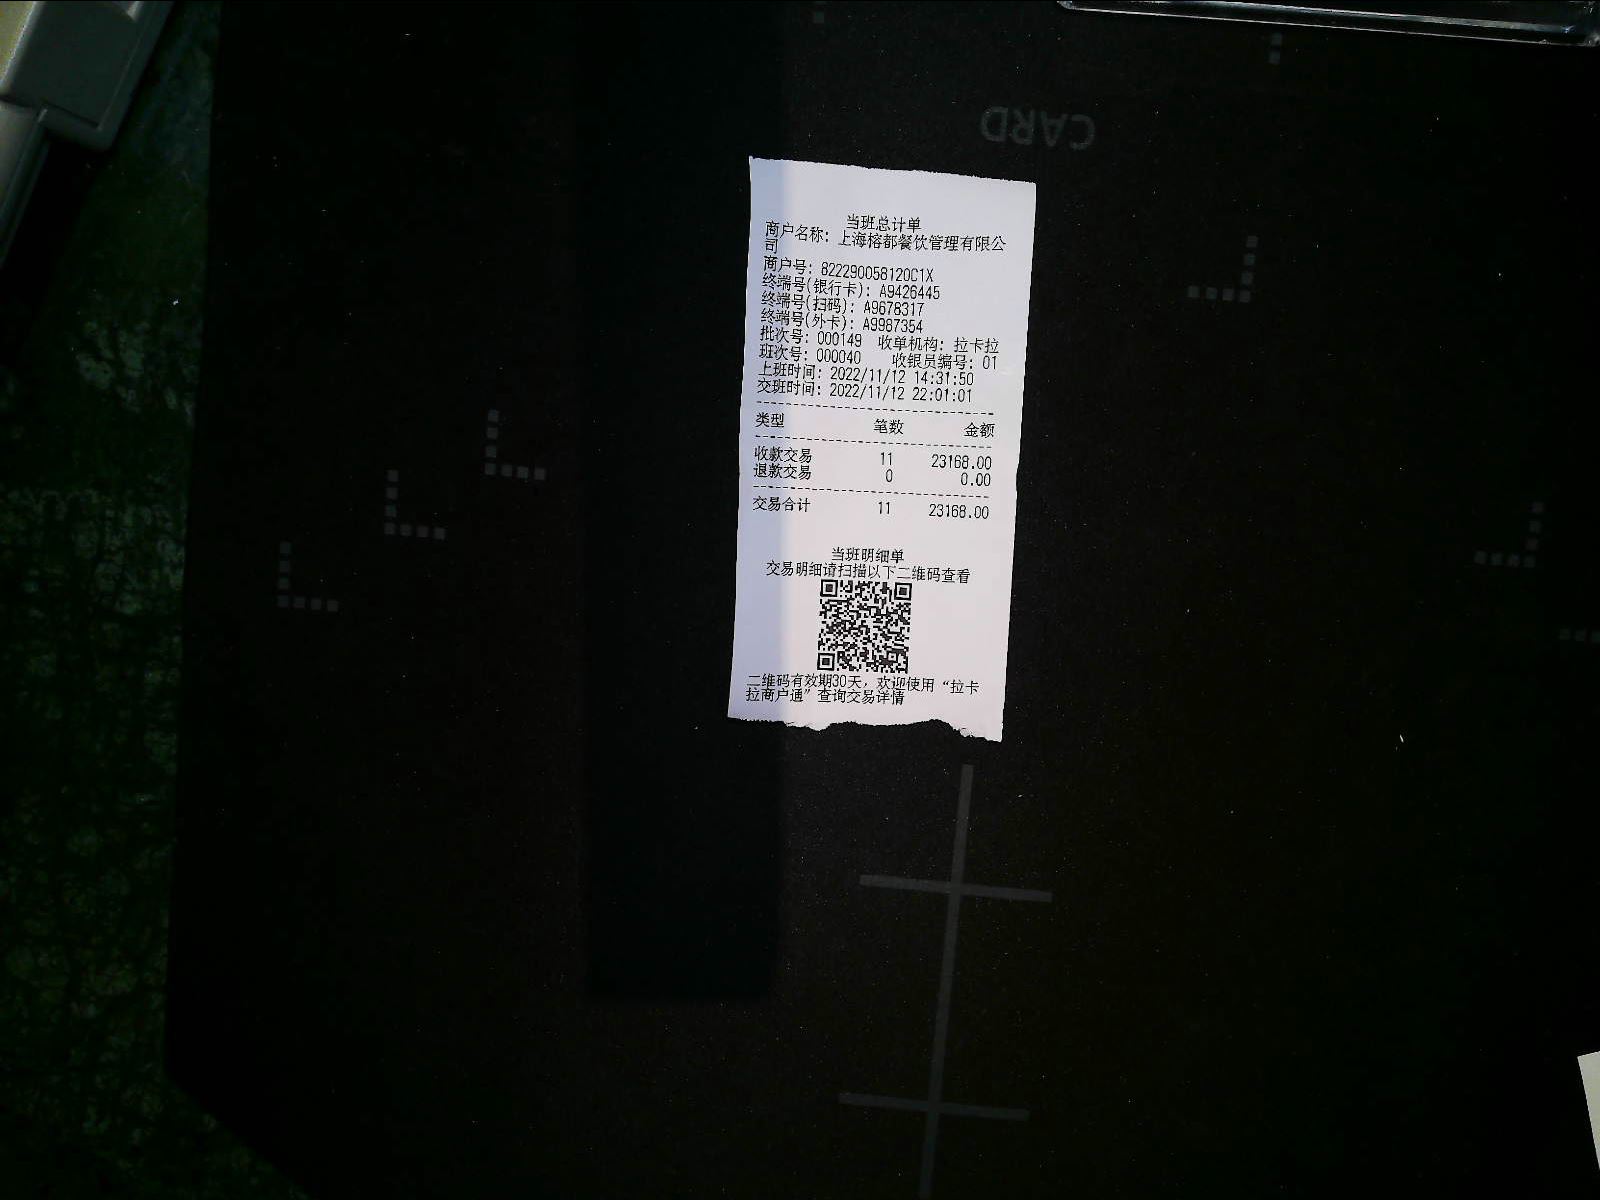 CARD
当班总计单
商户名称: 上海榕都餐饮管理有限公
司
商户号: 822290058120C1X
终端号(银行卡): A9426445
终端号(扫码): A9678317
终端号(外卡): A9987354
批次号: 000149 收单机构: 拉卡拉
班次号: 000040 收银员编号: 01
上班时间: 2022/11/12 14:31:50
交班时间: 2022/11/12 22:01:01
类型 笔数 金额
收款交易 11 23168.00
退款交易 0 0.00
交易合计 11 23168.00
当班明细单
交易明细请扫描以下二维码查看
二维码有效期30天，欢迎使用“拉卡
拉商户通”查询交易详情